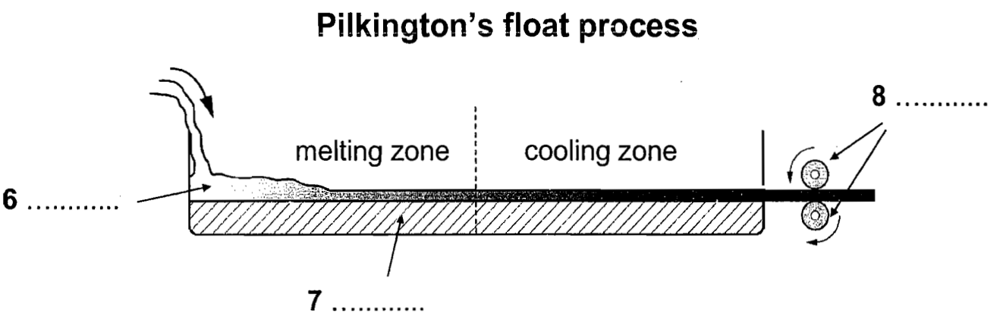 Pilkington's float process
8 ............
melting zone
cooling zone
6 ............
7 ............